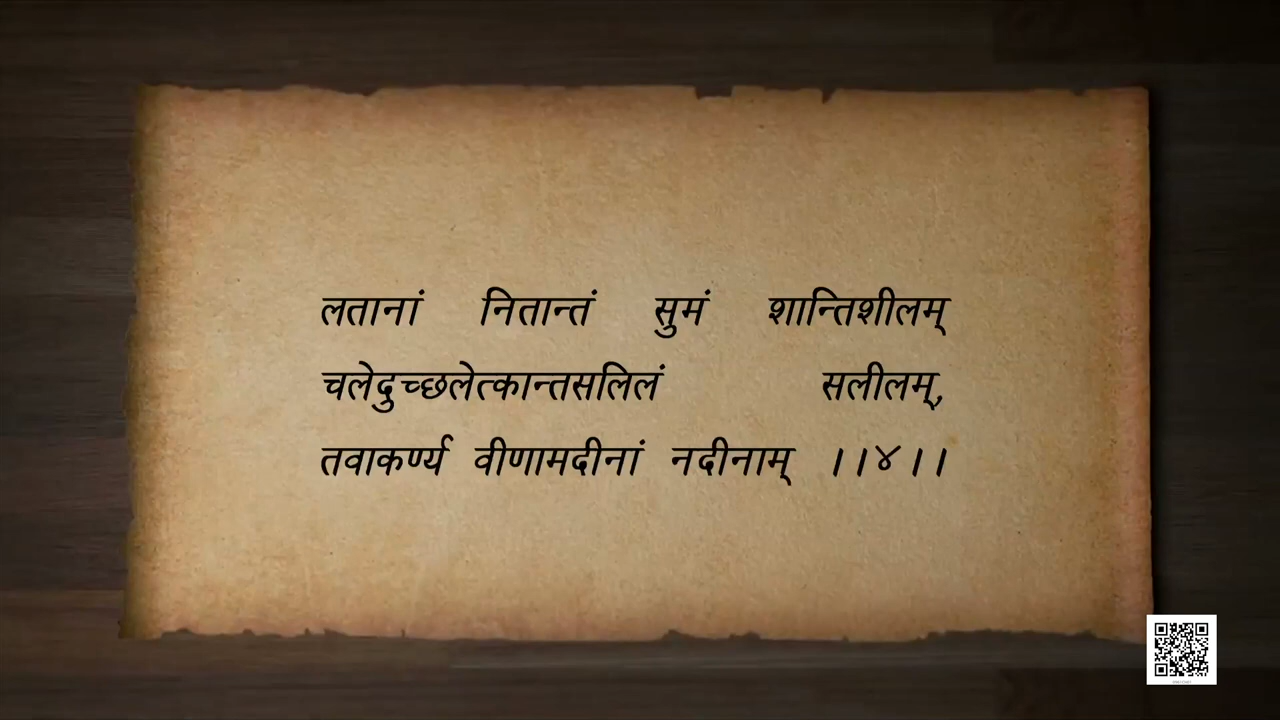 लतानां नितान्तं सुमं शान्तिशीलम्
चलेदुच्छलेत्कान्तसलिलं सलीलम्,
तवाकर्ण्य वीणामदीनां नदीनाम् ।।४।।